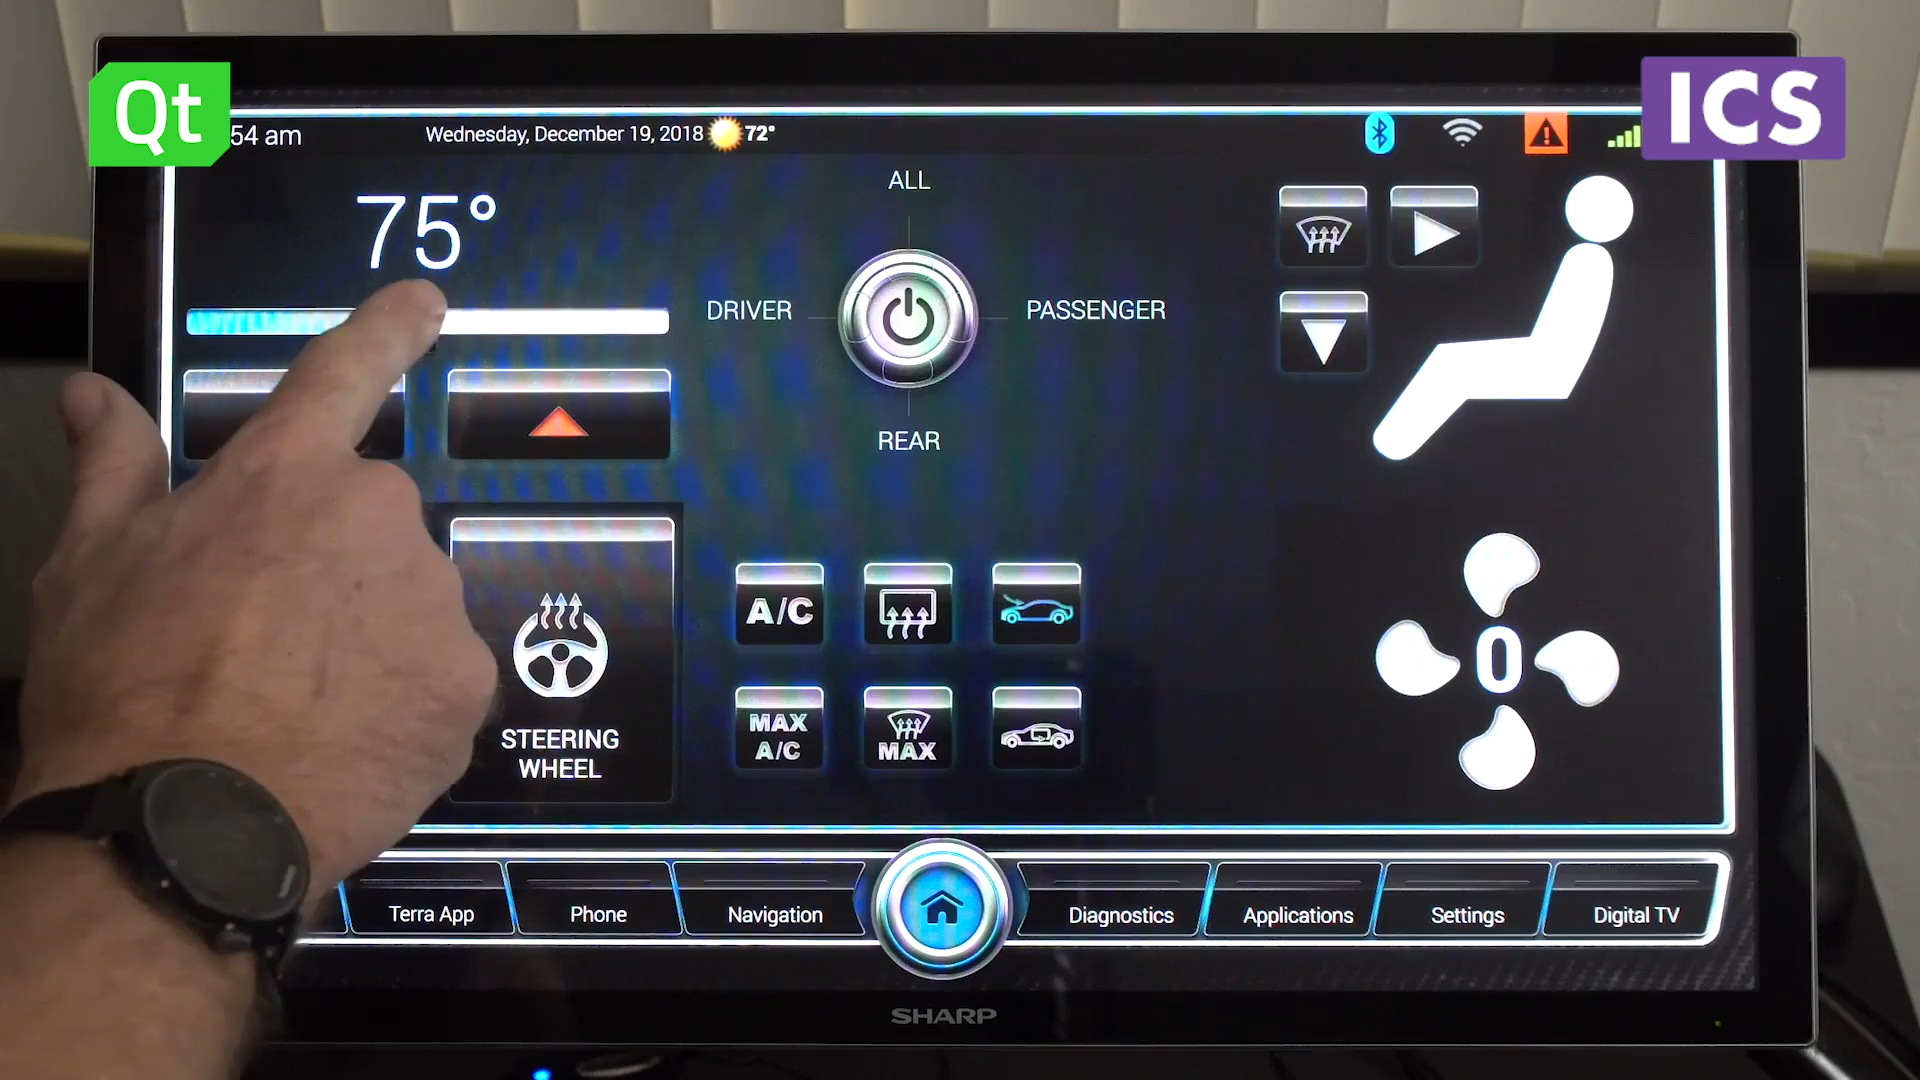 Qt
ICS
54 am
Wednesday, December 19, 2018
72°
75°
ALL
DRIVER
PASSENGER
REAR
A/C
MAX
A/C
MAX
0
STEERING
WHEEL
Terra App
Phone
Navigation
Diagnostics
Applications
Settings
Digital TV
SHARP